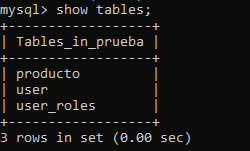 mysql> show tables;
+------------------+
| Tables_in_prueba |
+------------------+
| producto         |
| user             |
| user_roles       |
+------------------+
3 rows in set (0.00 sec)